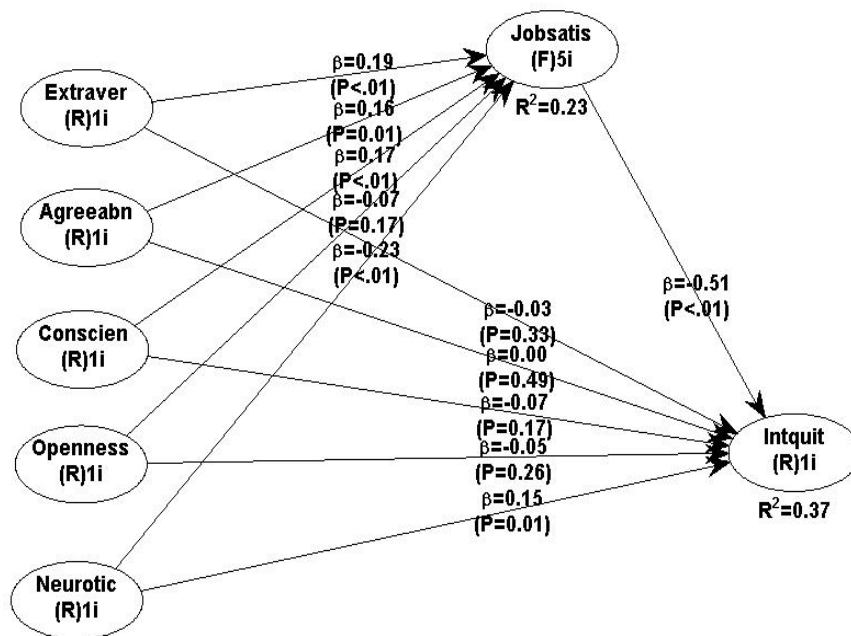 Jobsatis
(F)5i
R²=0.23
β=0.19
(P<.01)
β=0.16
(P=0.01)
β=0.17
(P<.01)
β=-0.07
(P=0.17)
β=-0.23
(P<.01)
Extraver
(R)1i
Agreeabn
(R)1i
Conscien
(R)1i
Openness
(R)1i
Neurotic
(R)1i
β=-0.51
(P<.01)
β=-0.03
(P=0.33)
β=0.00
(P=0.49)
β=-0.07
(P=0.17)
β=-0.05
(P=0.26)
β=0.15
(P=0.01)
Intquit
(R)1i
R²=0.37